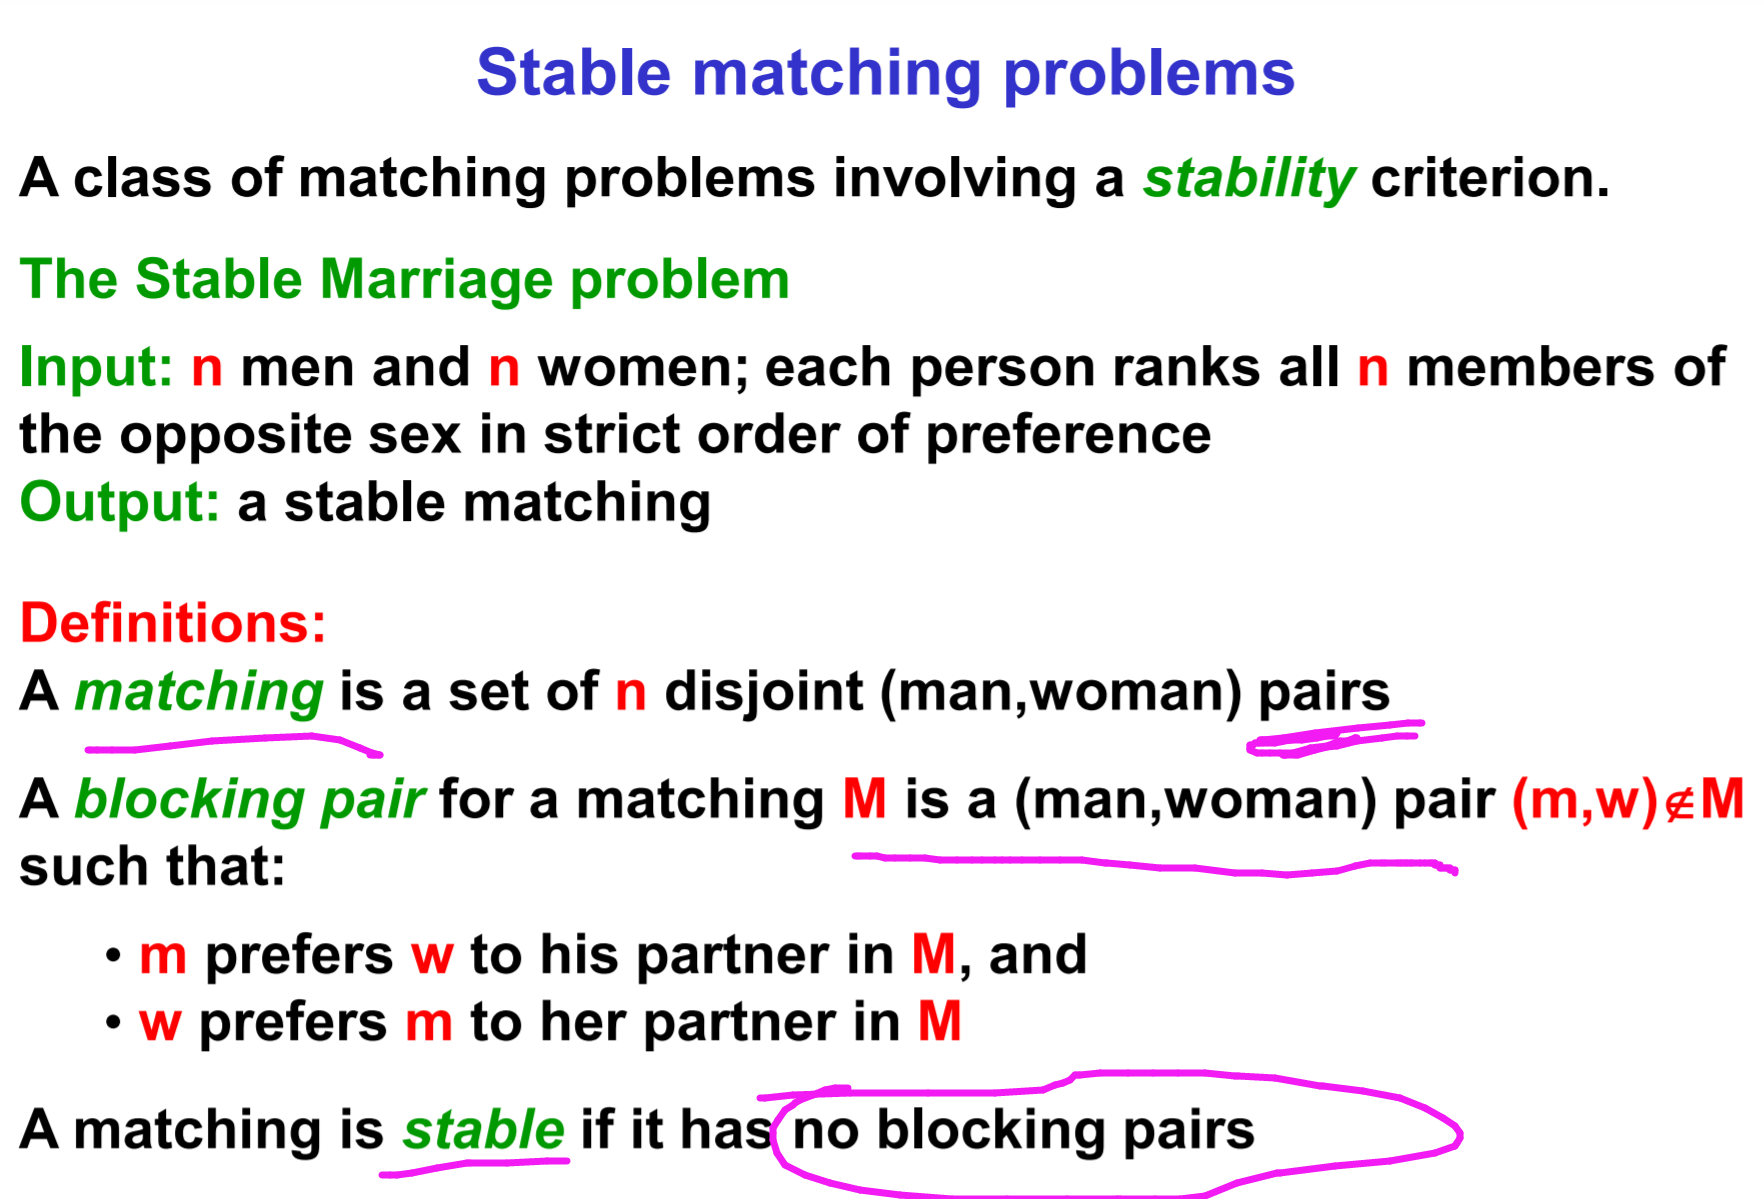 Stable matching problems
A class of matching problems involving a stability criterion.
The Stable Marriage problem
Input: n men and n women; each person ranks all n members of
the opposite sex in strict order of preference
Output: a stable matching
Definitions:
A matching is a set of n disjoint (man,woman) pairs
A blocking pair for a matching M is a (man,woman) pair (m,w)∉M
such that:
• m prefers w to his partner in M, and
• w prefers m to her partner in M
A matching is stable if it has no blocking pairs